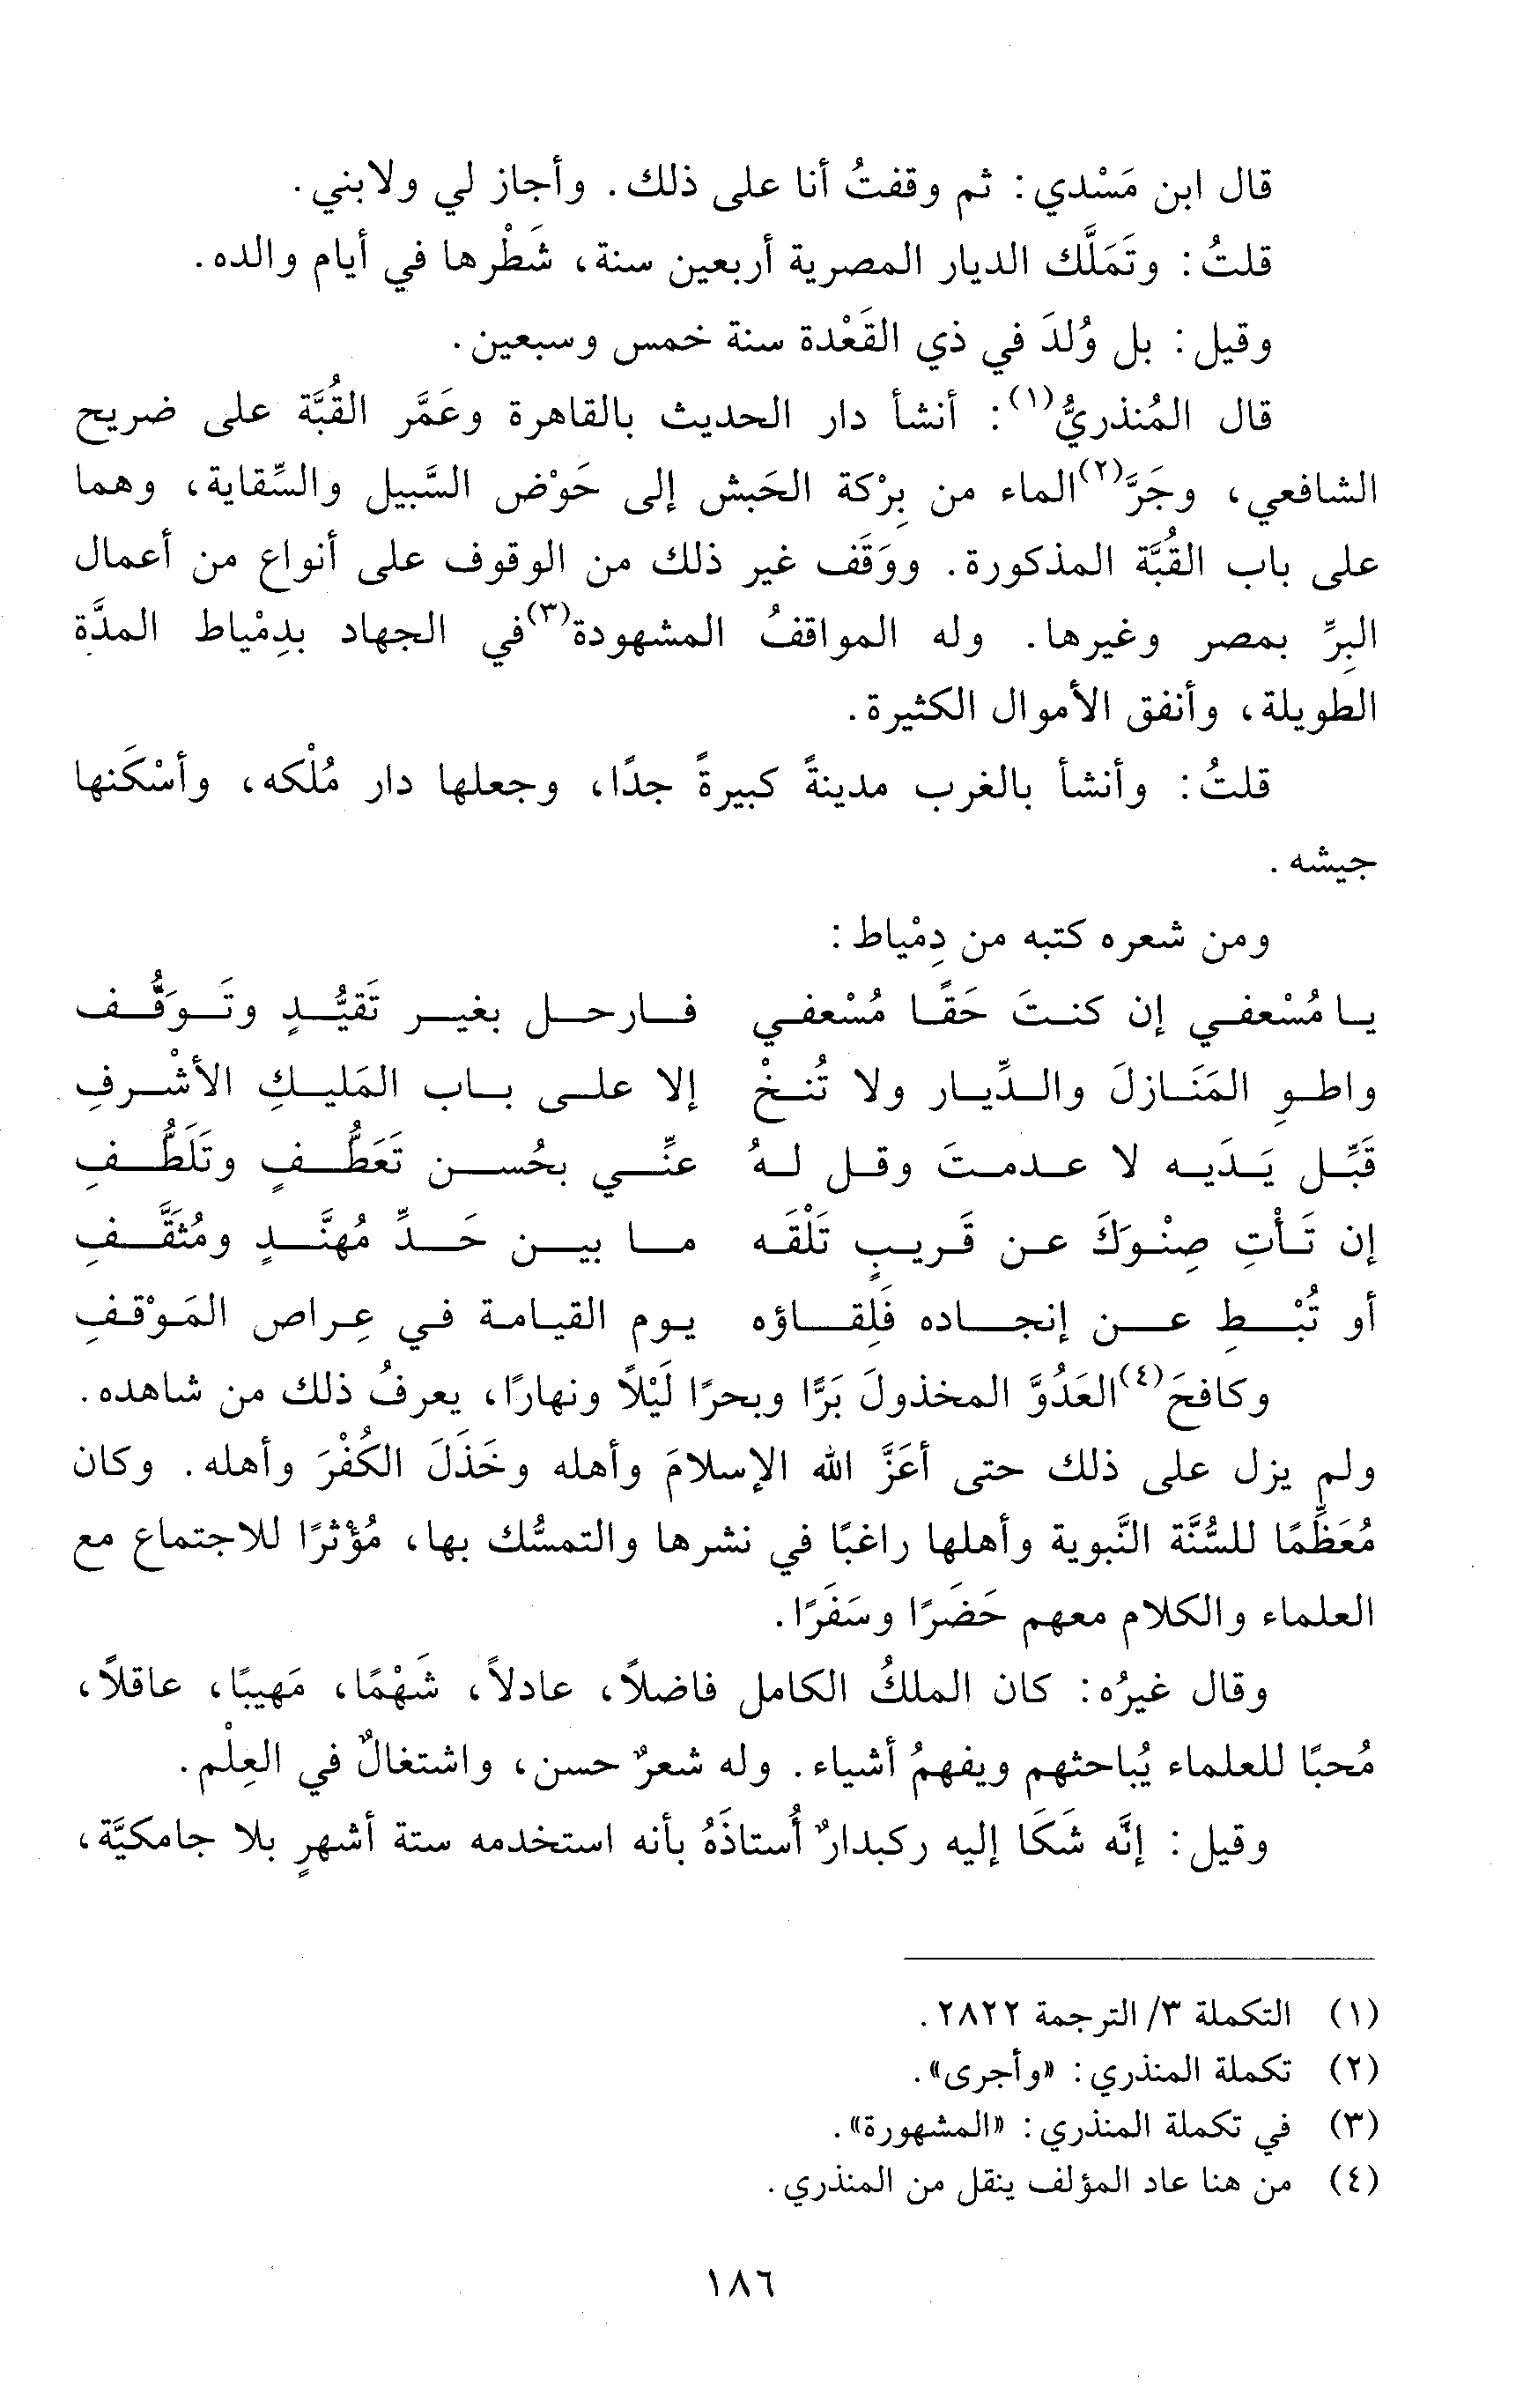 قال ابن مَسْدي: ثم وقفتُ أنا على ذلك. وأجاز لي ولابني.
قلتُ: وتَمَلَّك الديار المصرية أربعين سنة، شَطْرها في أيام والده.
وقيل: بل وُلدَ في ذي القَعْدة سنة خمس وسبعين.
قال المُنذريُّ(١): أنشأ دار الحديث بالقاهرة وعَمَّر القُبَّة على ضريح
الشافعي، وجَرَّ(٢) الماء من بِرْكة الحَبش إلى حَوْض السَّبيل والسِّقاية، وهما
على باب القُبَّة المذكورة. ووَقَف غير ذلك من الوقوف على أنواع من أعمال
البِرِّ بمصر وغيرها. وله المواقفُ المشهودة(٣) في الجهاد بدِمْياط المدَّة
الطويلة، وأنفق الأموال الكثيرة.
قلتُ: وأنشأ بالغرب مدينةً كبيرةً جدًا، وجعلها دار مُلْكه، وأسْكَنها
جيشه.
ومن شعره كتبه من دِمْياط:
يا مُسْعفي إن كنتَ حَقًا مُسْعفي فارحل بغير تَقيُّدٍ وتَوَقُّف
واطوِ المَنَازلَ والدِّيار ولا تُنخْ إلا على باب المَليكِ الأشْرفِ
قَبِّل يَدَيه لا عدمتَ وقل لهُ عنِّي بحُسن تَعَطُّفٍ وتَلَطُّفِ
إن تَأتِ صِنْوَكَ عن قَريبٍ تَلْقَه ما بين حَدِّ مُهنَّدٍ ومُثَقَّفِ
أو تُبْطِ عن إنجاده فَلِقاؤه يوم القيامة في عِراص المَوْقفِ
وكافحَ(٤) العَدُوَّ المخذولَ بَرًّا وبحرًا لَيْلاً ونهارًا، يعرفُ ذلك من شاهده.
ولم يزل على ذلك حتى أعَزَّ الله الإسلامَ وأهله وخَذَلَ الكُفْرَ وأهله. وكان
مُعَظِّمًا للسُّنَّة النَّبوية وأهلها راغبًا في نشرها والتمسُّك بها، مُؤْثرًا للاجتماع مع
العلماء والكلام معهم حَضَرًا وسَفَرًا.
وقال غيرُه: كان الملكُ الكامل فاضلاً، عادلاً، شَهْمًا، مَهيبًا، عاقلاً،
مُحبًا للعلماء يُباحثهم ويفهمُ أشياء. وله شعرٌ حسن، واشتغالٌ في العِلْم.
وقيل: إنَّه شَكَا إليه ركبدارٌ أُستاذَهُ بأنه استخدمه ستة أشهرٍ بلا جامكيَّة،
(١) التكملة ٣/ الترجمة ٢٨٢٢.
(٢) تكملة المنذري: «وأجرى».
(٣) في تكملة المنذري: «المشهورة».
(٤) من هنا عاد المؤلف ينقل من المنذري.
١٨٦